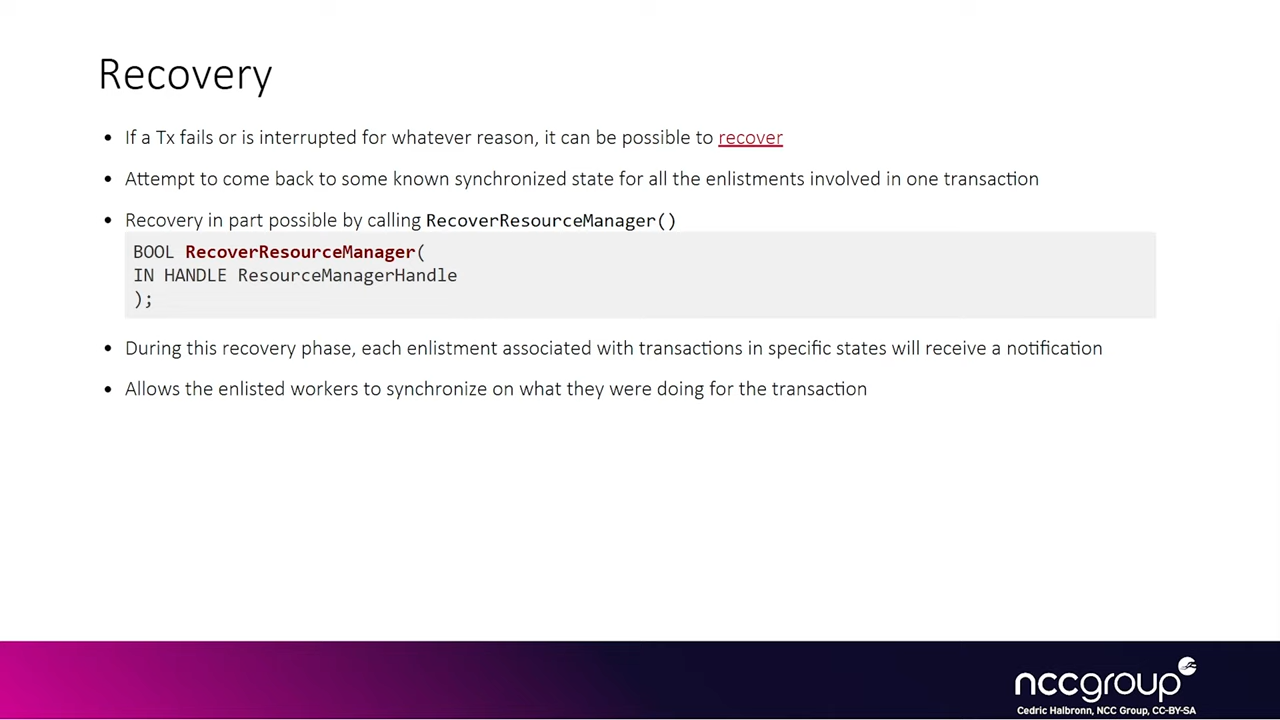 Recovery
• If a Tx fails or is interrupted for whatever reason, it can be possible to recover
• Attempt to come back to some known synchronized state for all the enlistments involved in one transaction
• Recovery in part possible by calling RecoverResourceManager()
BOOL RecoverResourceManager(
IN HANDLE ResourceManagerHandle
);
• During this recovery phase, each enlistment associated with transactions in specific states will receive a notification
• Allows the enlisted workers to synchronize on what they were doing for the transaction
nccgroup
Cedric Halbronn, NCC Group, CC-BY-SA